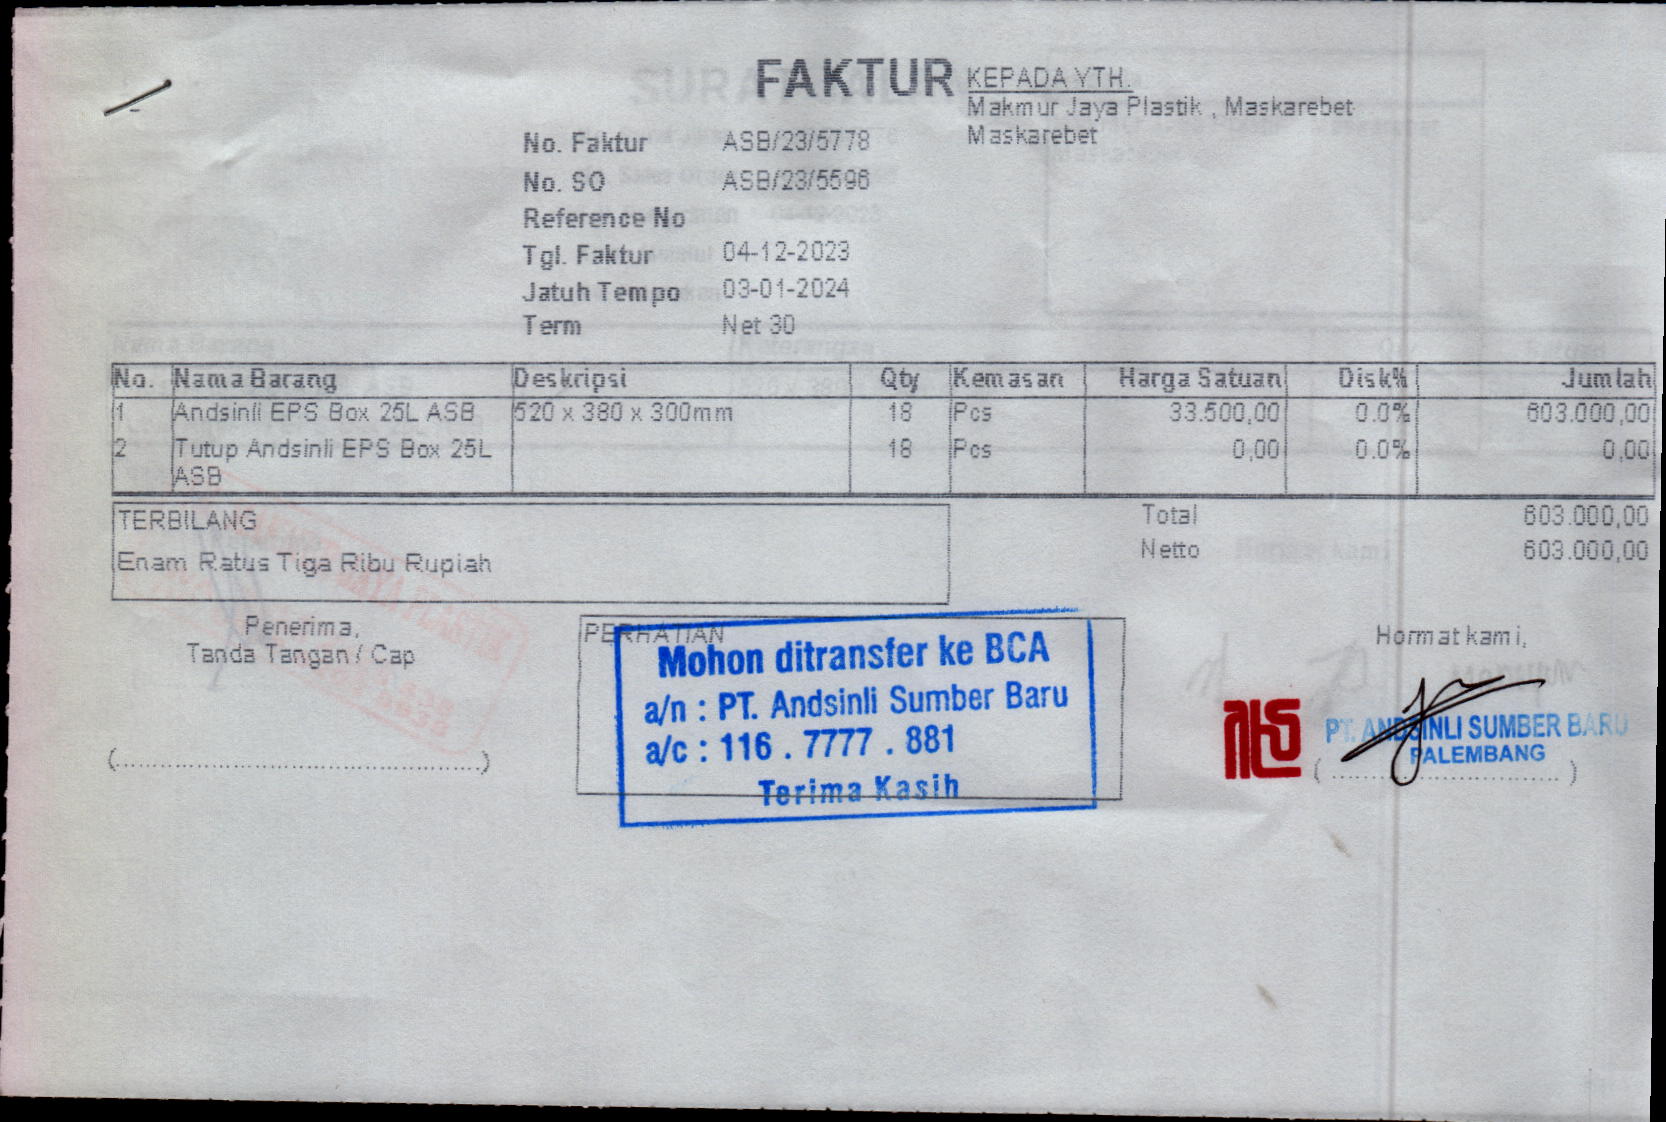 FAKTUR
KEPADA YTH.
Makmur Jaya Plastik , Maskarebet
Maskarebet
No. Faktur ASB/23/5778
No. SO ASB/23/5596
Reference No
Tgl. Faktur 04-12-2023
Jatuh Tempo 03-01-2024
Term Net 30
No. Nama Barang Deskripsi Qty Kemasan Harga Satuan Disk% Jumlah
1 Andsinli EPS Box 25L ASB 520 x 380 x 300mm 18 Pcs 33.500,00 0.0% 603.000,00
2 Tutup Andsinli EPS Box 25L 18 Pcs 0,00 0.0% 0,00
ASB
TERBILANG
Enam Ratus Tiga Ribu Rupiah
Total 603.000,00
Netto 603.000,00
Penerima,
Tanda Tangan / Cap
(................................................)
PERHATIAN
Mohon ditransfer ke BCA
a/n : PT. Andsinli Sumber Baru
a/c : 116 . 7777 . 881
Terima Kasih
Hormat kami,
PT. ANDSINLI SUMBER BARU
PALEMBANG
(..............................)